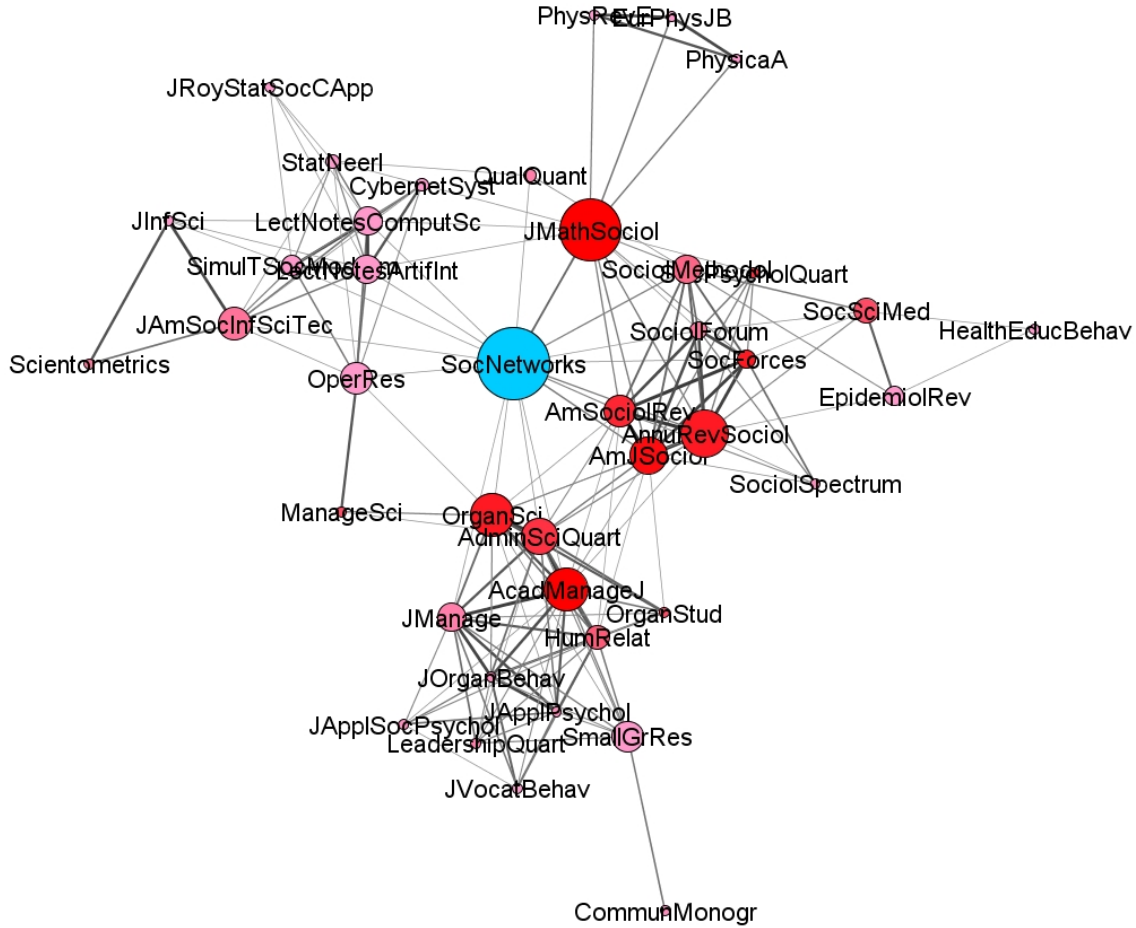 PhysRevE
EurPhysJB
PhysicaA
JRoyStatSocCApp
StatNeerl
QualQuant
CybernetSyst
JInfSci
LectNotesComputSc
JMathSociol
LectNotesArtifInt
SociolMethodol
SocPsycholQuart
SocSciMed
JAmSocInfSciTec
SociolForum
HealthEducBehav
Scientometrics
SocNetworks
SocForces
OperRes
EpidemiolRev
AmSociolRev
AnnuRevSociol
AmJSociol
SociolSpectrum
ManageSci
OrganSci
AdminSciQuart
AcadManageJ
JManage
OrganStud
HumRelat
JOrganBehav
JApplPsychol
JApplSocPsychol
SmallGrRes
LeadershipQuart
JVocatBehav
CommunMonogr